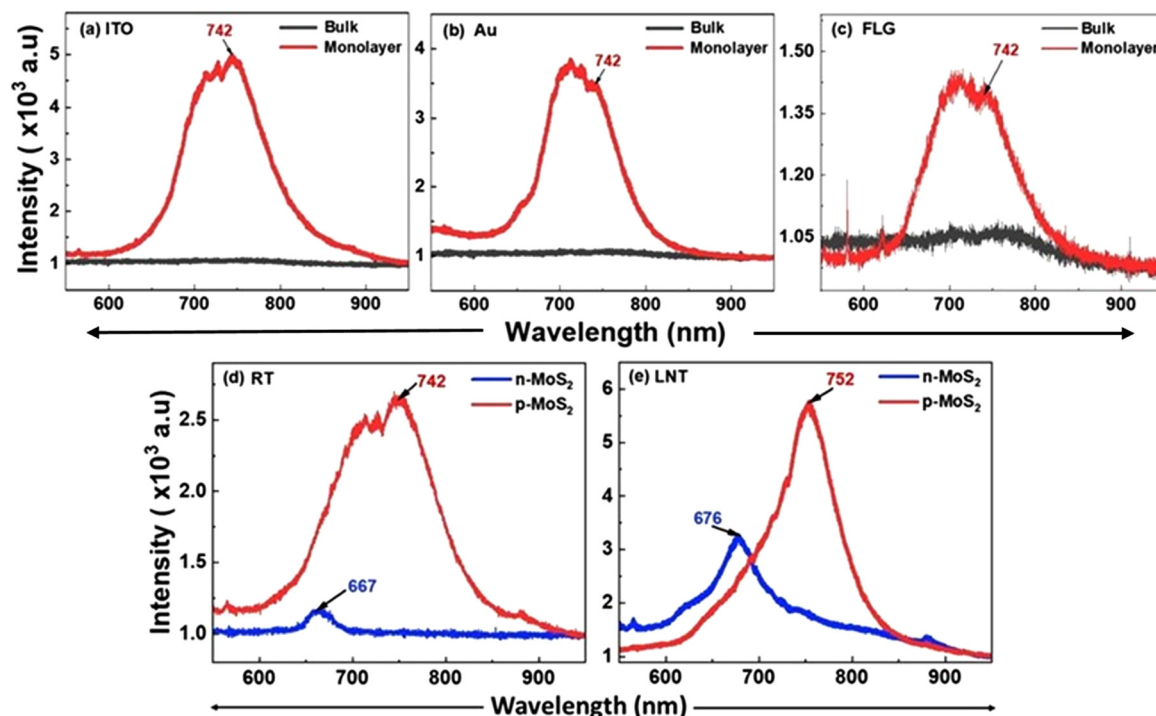 (a) ITO
Bulk
Monolayer
742
5
4
3
2
1
600
700
800
900
(b) Au
Bulk
Monolayer
742
4
3
2
1
600
700
800
900
(c) FLG
Bulk
Monolayer
742
1.50
1.35
1.20
1.05
600
700
800
900
Intensity ( x10³ a.u)
Wavelength (nm)
(d) RT
n-MoS₂
p-MoS₂
742
667
2.5
2.0
1.5
1.0
600
700
800
900
(e) LNT
n-MoS₂
p-MoS₂
752
676
6
5
4
3
2
1
600
700
800
900
Intensity ( x10³ a.u)
Wavelength (nm)